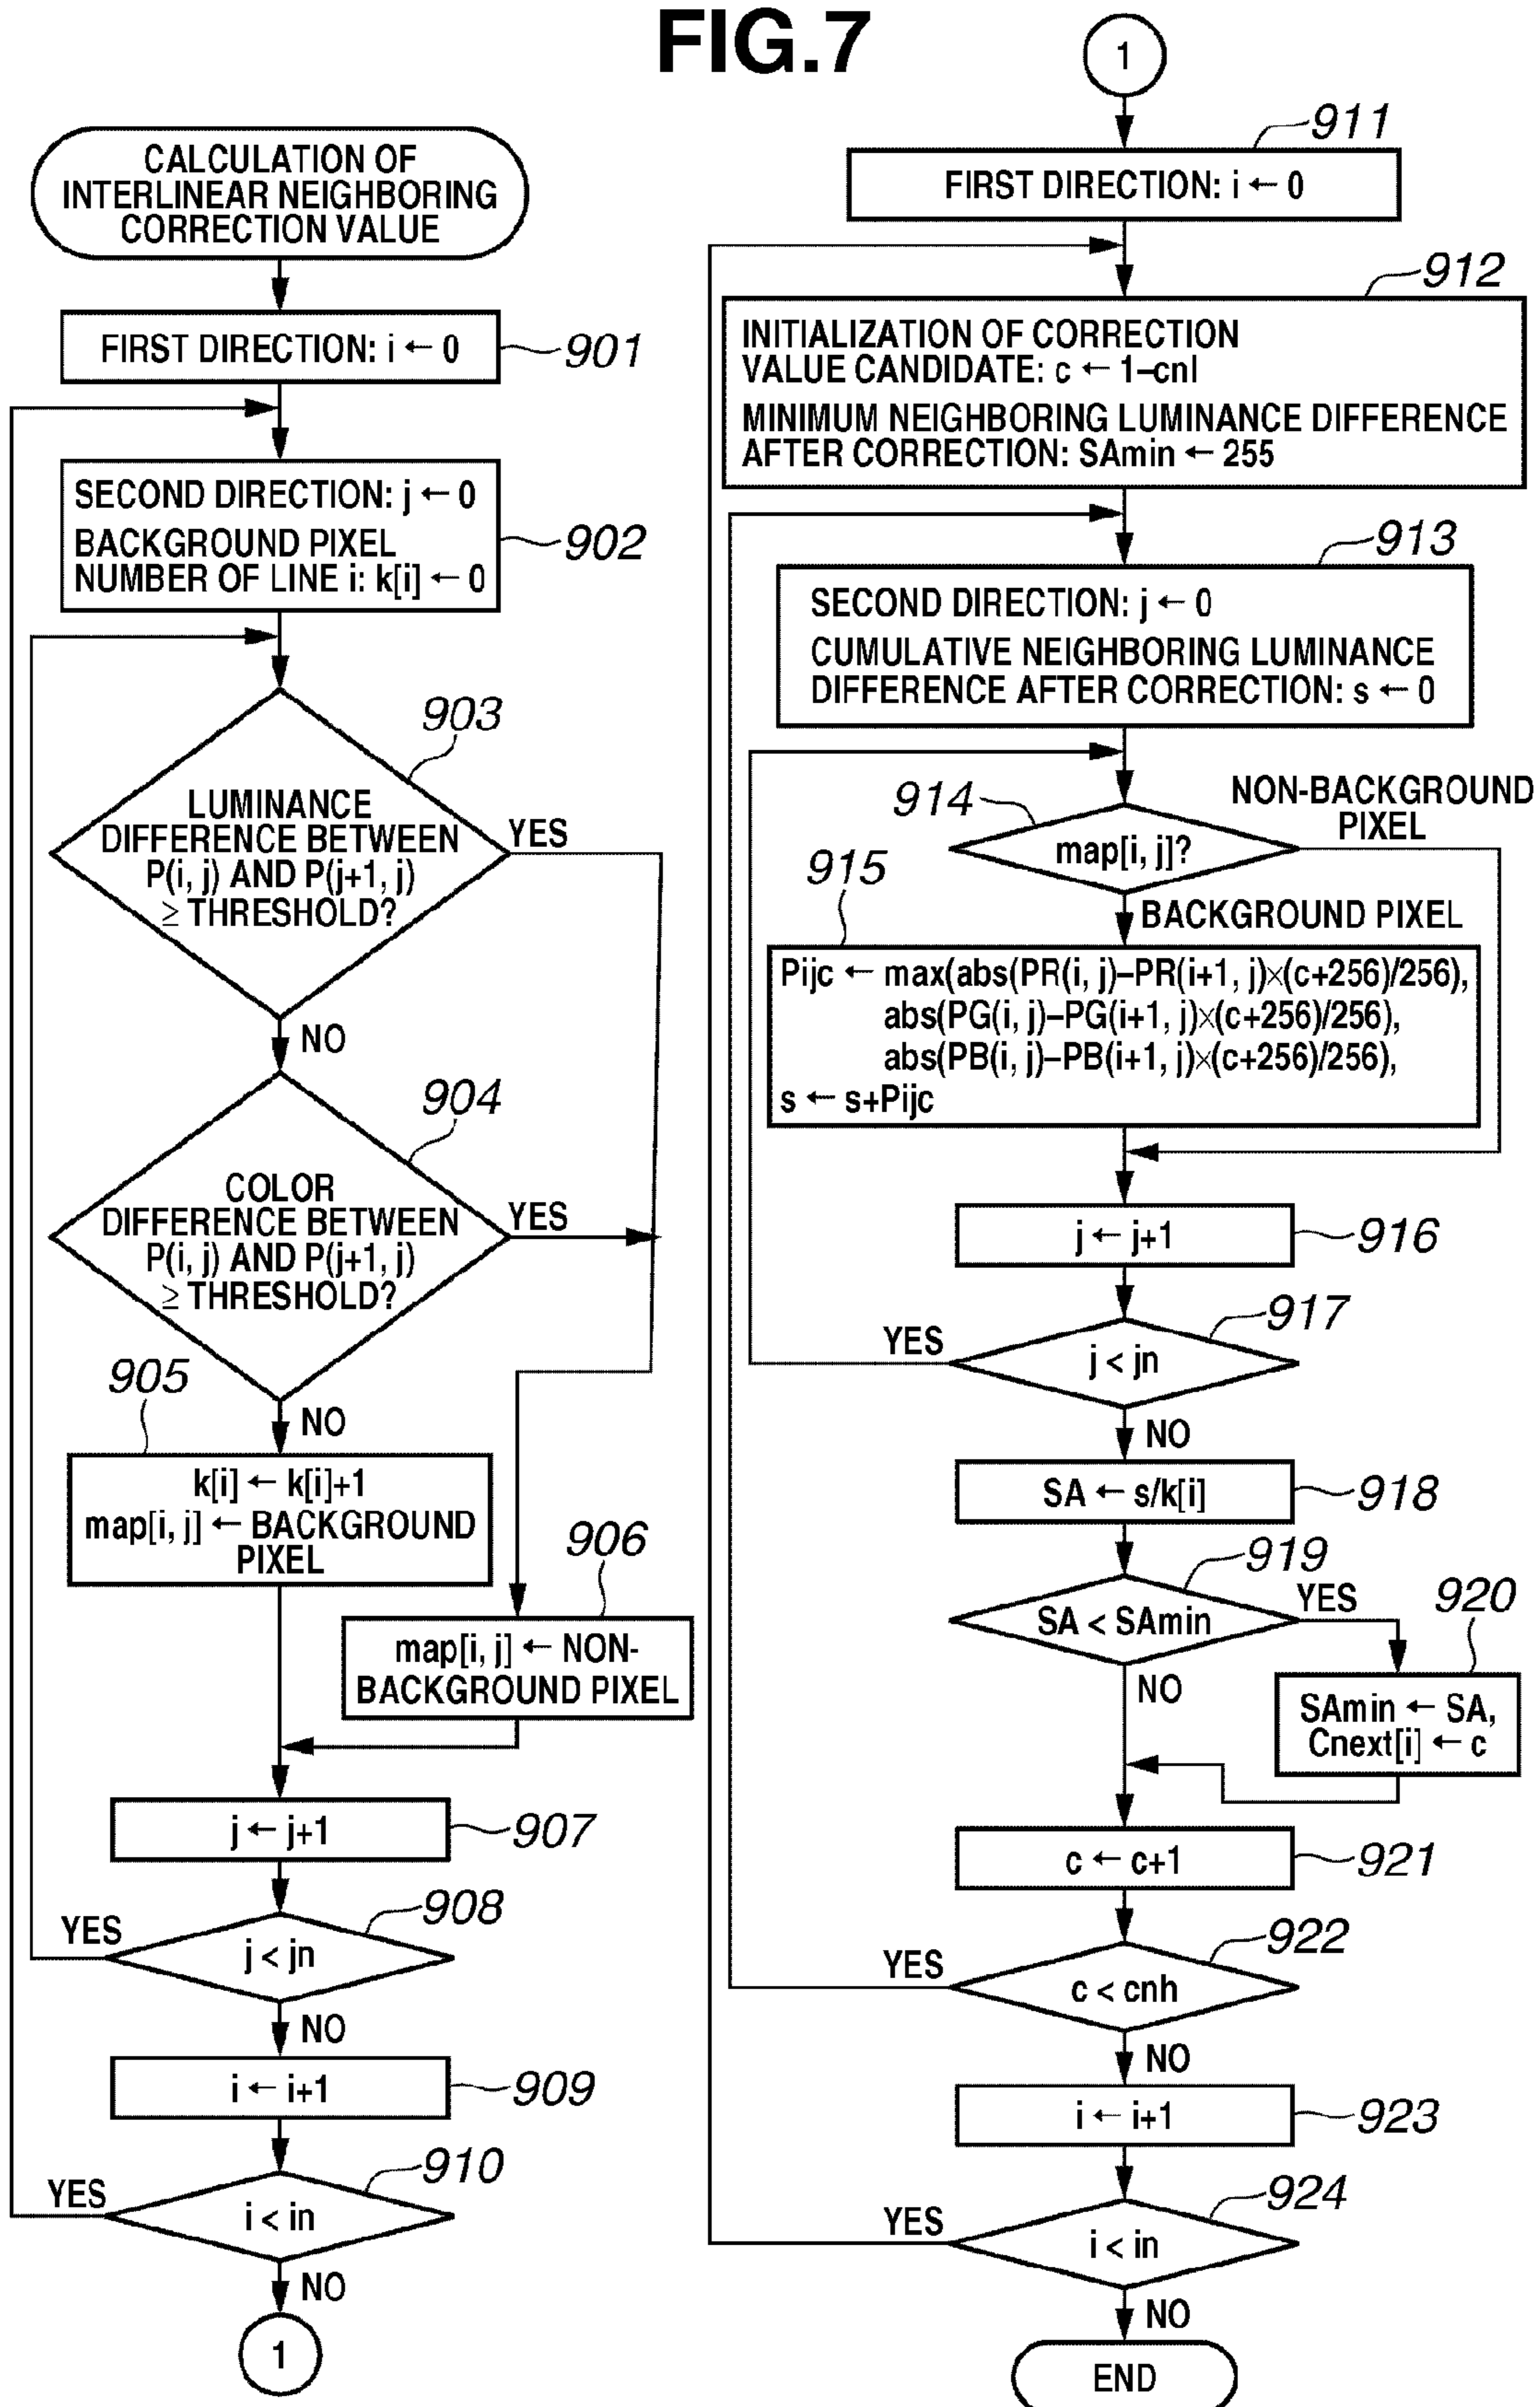 FIG.7
CALCULATION OF
INTERLINEAR NEIGHBORING
CORRECTION VALUE
FIRST DIRECTION: i ← 0
901
SECOND DIRECTION: j ← 0
BACKGROUND PIXEL
NUMBER OF LINE i: k[i] ← 0
902
903
LUMINANCE
DIFFERENCE BETWEEN
P(i, j) AND P(j+1, j)
≥ THRESHOLD?
YES
NO
904
COLOR
DIFFERENCE BETWEEN
P(i, j) AND P(j+1, j)
≥ THRESHOLD?
YES
NO
905
k[i] ← k[i]+1
map[i, j] ← BACKGROUND
PIXEL
906
map[i, j] ← NON-
BACKGROUND PIXEL
j ← j+1
907
908
YES
j < jn
NO
i ← i+1
909
910
YES
i < in
NO
1
1
911
FIRST DIRECTION: i ← 0
912
INITIALIZATION OF CORRECTION
VALUE CANDIDATE: c ← 1–cnl
MINIMUM NEIGHBORING LUMINANCE DIFFERENCE
AFTER CORRECTION: SAmin ← 255
913
SECOND DIRECTION: j ← 0
CUMULATIVE NEIGHBORING LUMINANCE
DIFFERENCE AFTER CORRECTION: s ← 0
914
map[i, j]?
NON-BACKGROUND
PIXEL
BACKGROUND PIXEL
915
Pijc ← max(abs(PR(i, j)–PR(i+1, j)×(c+256)/256),
abs(PG(i, j)–PG(i+1, j)×(c+256)/256),
abs(PB(i, j)–PB(i+1, j)×(c+256)/256),
s ← s+Pijc
j ← j+1
916
917
YES
j < jn
NO
SA ← s/k[i]
918
919
SA < SAmin
YES
NO
920
SAmin ← SA,
Cnext[i] ← c
c ← c+1
921
922
YES
c < cnh
NO
i ← i+1
923
924
YES
i < in
NO
END